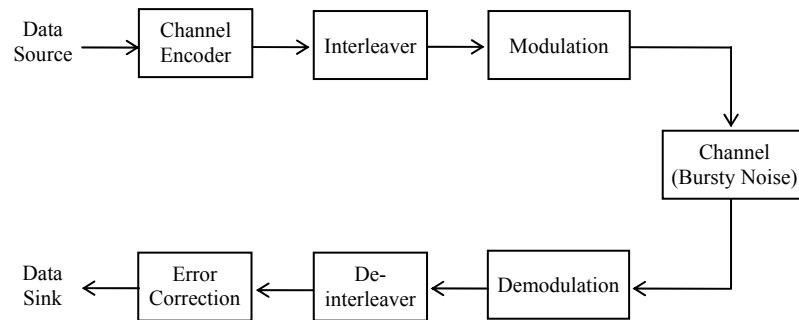 Data
Source
Channel
Encoder
Interleaver
Modulation
Channel
(Bursty Noise)
Data
Sink
Error
Correction
De-
interleaver
Demodulation